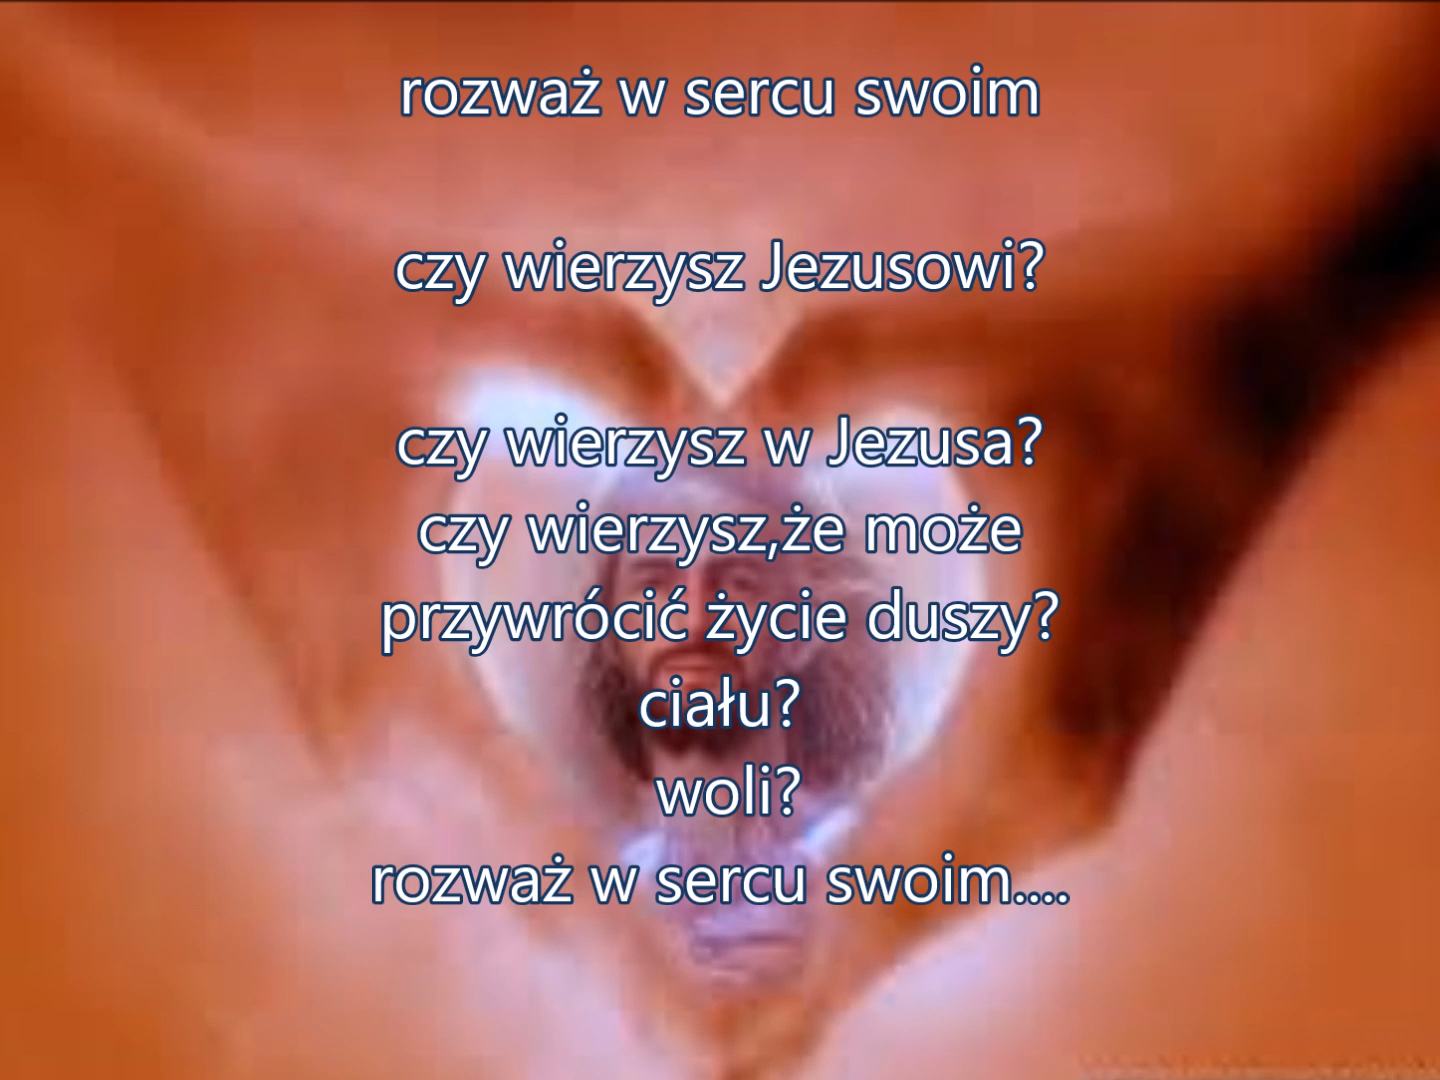 rozważ w sercu swoim
czy wierzysz Jezusowi?
czy wierzysz w Jezusa?
czy wierzysz,że może
przywrócić życie duszy?
ciału?
woli?
rozważ w sercu swoim....